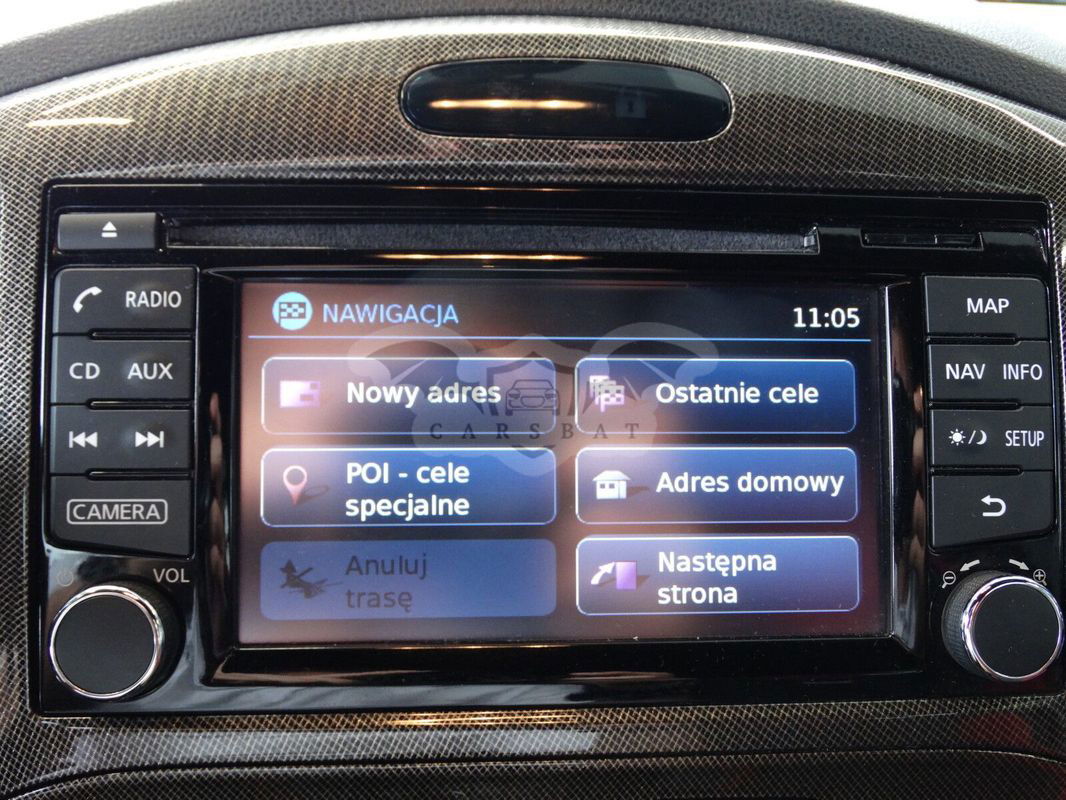 RADIO
CD AUX
CAMERA
VOL
NAWIGACJA
11:05
Nowy adres
Ostatnie cele
POI - cele
specjalne
Adres domowy
Anuluj
trasę
Następna
strona
CARSBAT
MAP
NAV INFO
SETUP